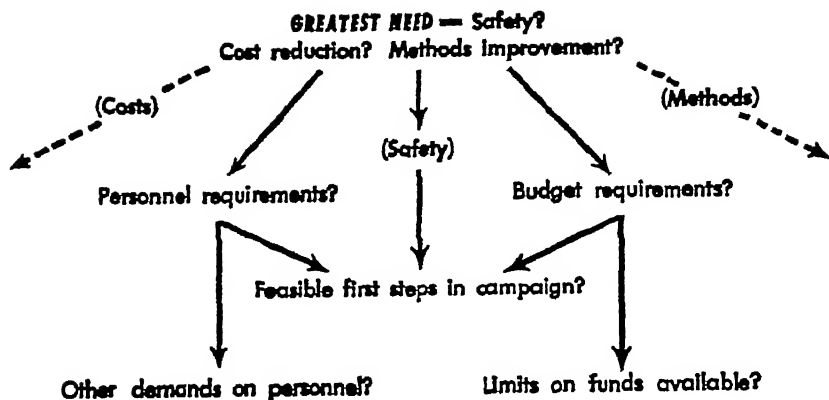 GREATEST NEED — Safety?
Cost reduction? Methods improvement?
(Costs)
(Methods)
(Safety)
Personnel requirements?
Budget requirements?
Feasible first steps in campaign?
Other demands on personnel?
Limits on funds available?